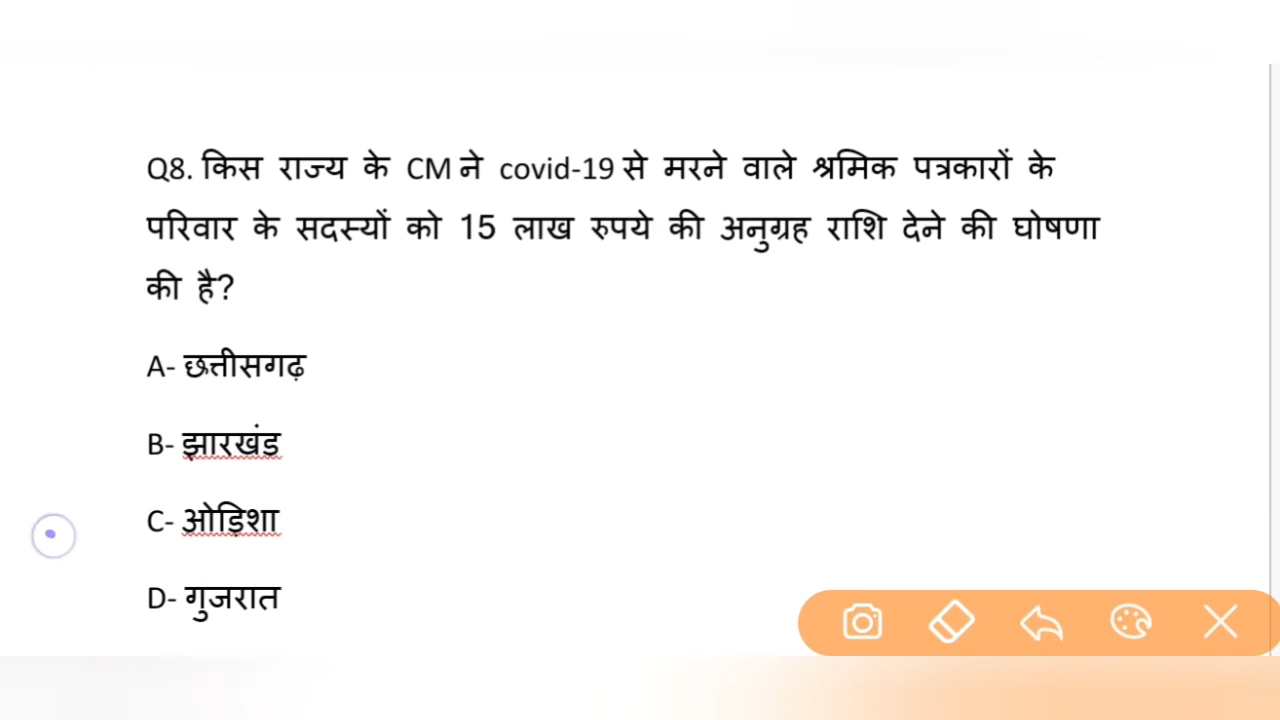 Q8. किस राज्य के CM ने covid-19 से मरने वाले श्रमिक पत्रकारों के
परिवार के सदस्यों को 15 लाख रुपये की अनुग्रह राशि देने की घोषणा
की है?
A- छत्तीसगढ़
B- झारखंड
C- ओड़िशा
D- गुजरात